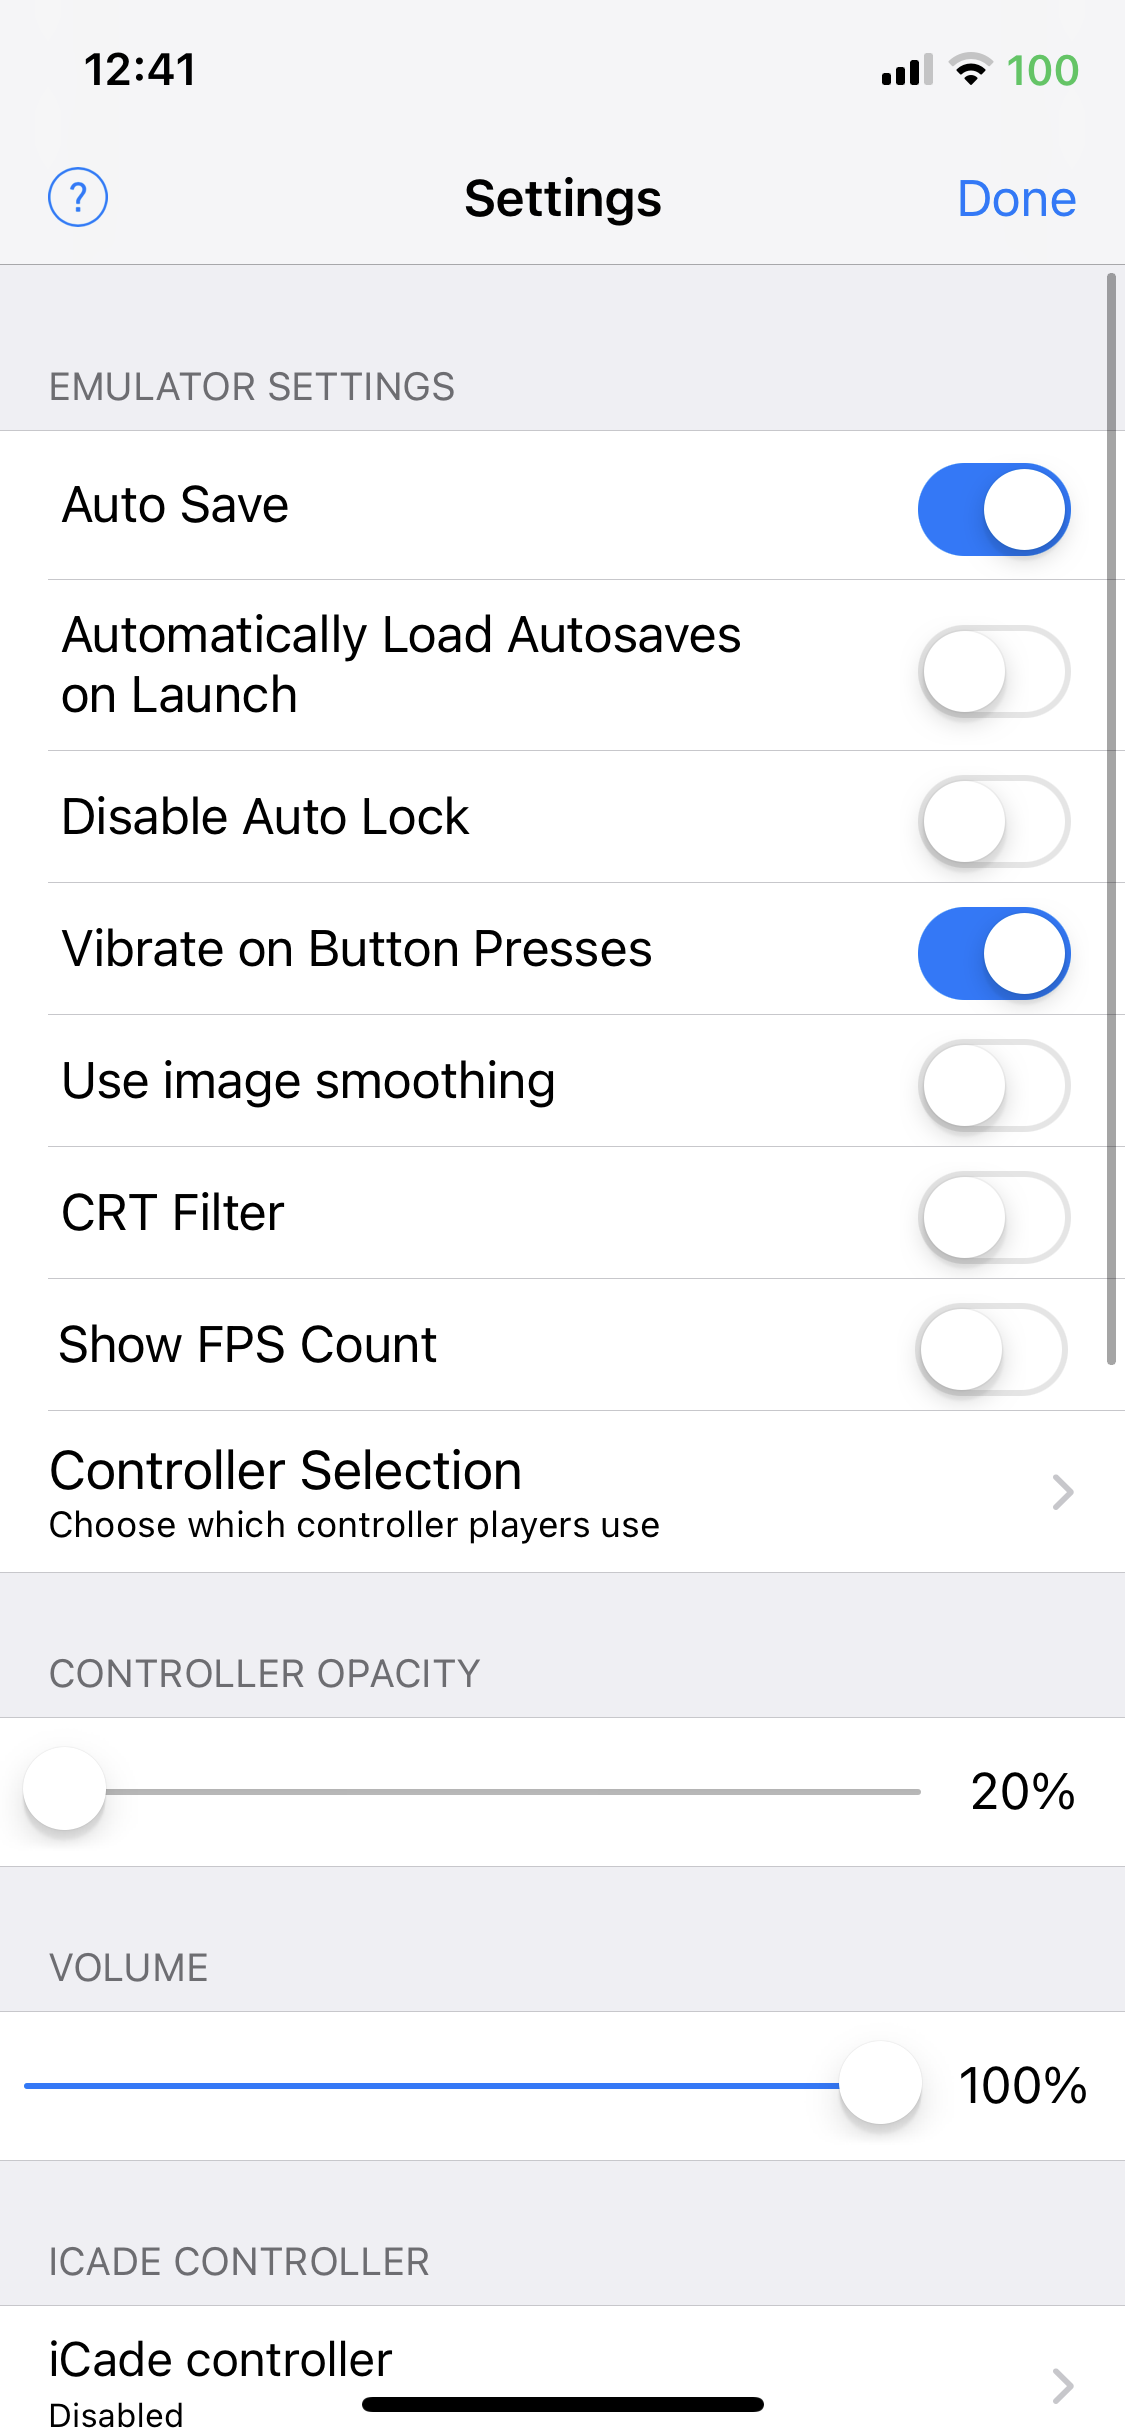 12:41
100
?
Settings
Done
EMULATOR SETTINGS
Auto Save
Automatically Load Autosaves
on Launch
Disable Auto Lock
Vibrate on Button Presses
Use image smoothing
CRT Filter
Show FPS Count
Controller Selection
Choose which controller players use
CONTROLLER OPACITY
20%
VOLUME
100%
ICADE CONTROLLER
iCade controller
Disabled